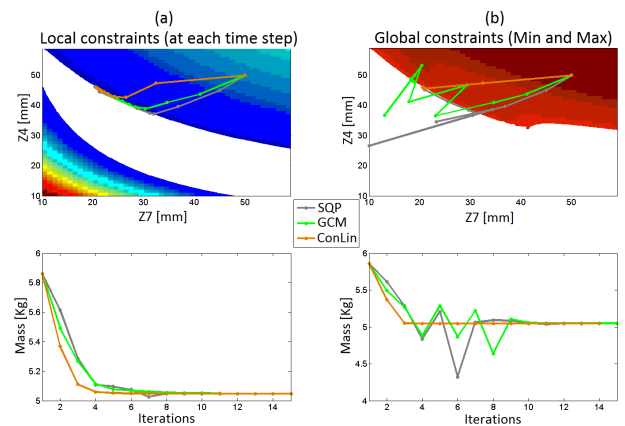 (a)
Local constraints (at each time step)
50
40
30
20
10
Z4 [mm]
10 20 30 40 50
Z7 [mm]
(b)
Global constraints (Min and Max)
50
40
30
20
10
Z4 [mm]
10 20 30 40 50
Z7 [mm]
SQP
GCM
ConLin
6
5.8
5.6
5.4
5.2
5
Mass [Kg]
2 4 6 8 10 12 14
Iterations
6
5.5
5
4.5
4
Mass [Kg]
2 4 6 8 10 12 14
Iterations